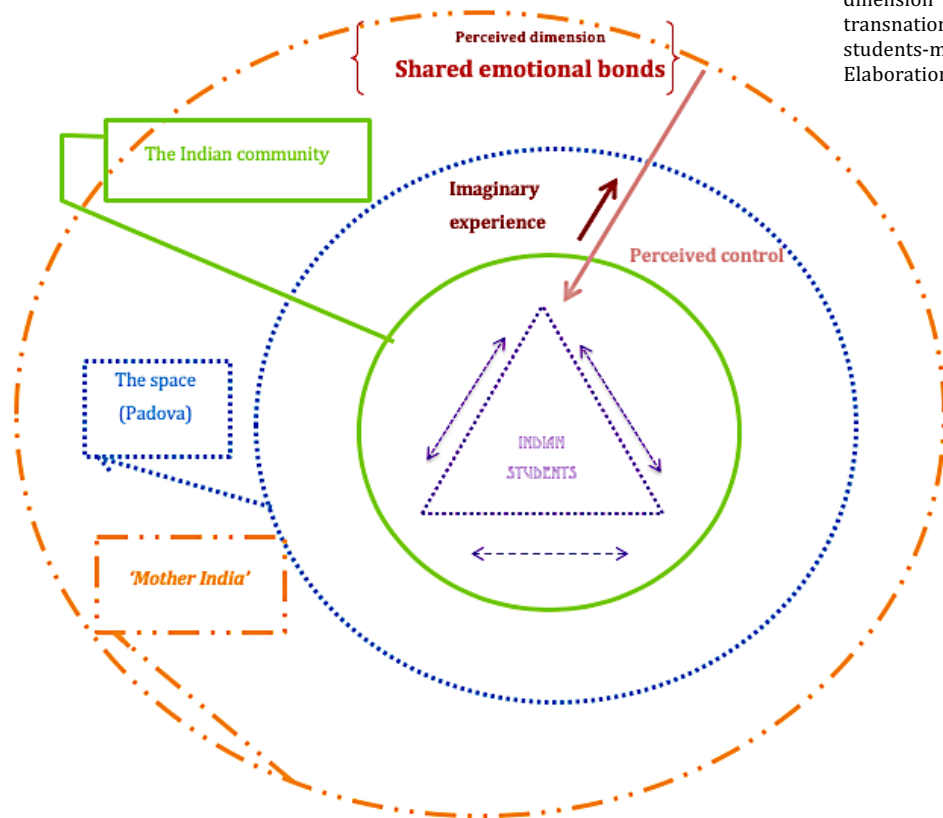 dimension
transnation
students-m
Elaboration
Perceived dimension
Shared emotional bonds
The Indian community
Imaginary
experience
Perceived control
The space
(Padova)
INDIAN
STUDENTS
'Mother India'